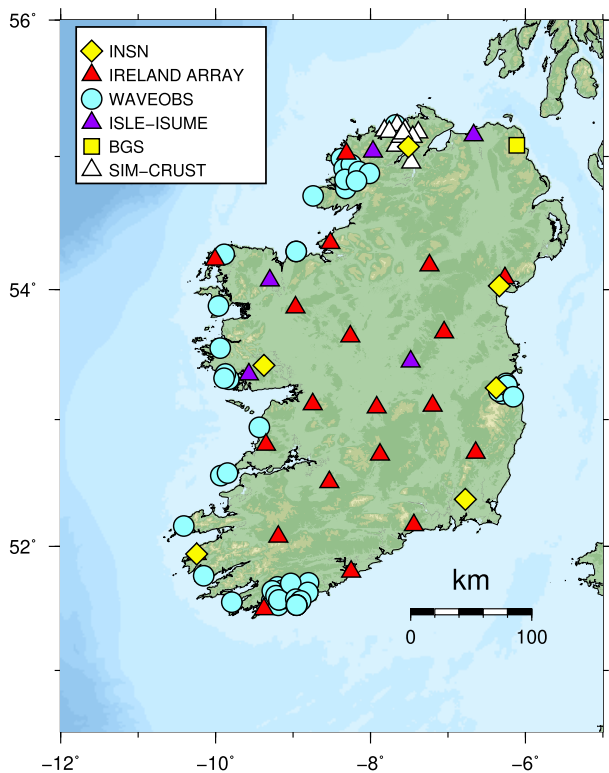 56°
INSN
IRELAND ARRAY
WAVEOBS
ISLE-ISUME
BGS
SIM-CRUST
54°
52°
km
0 100
-12° -10° -8° -6°